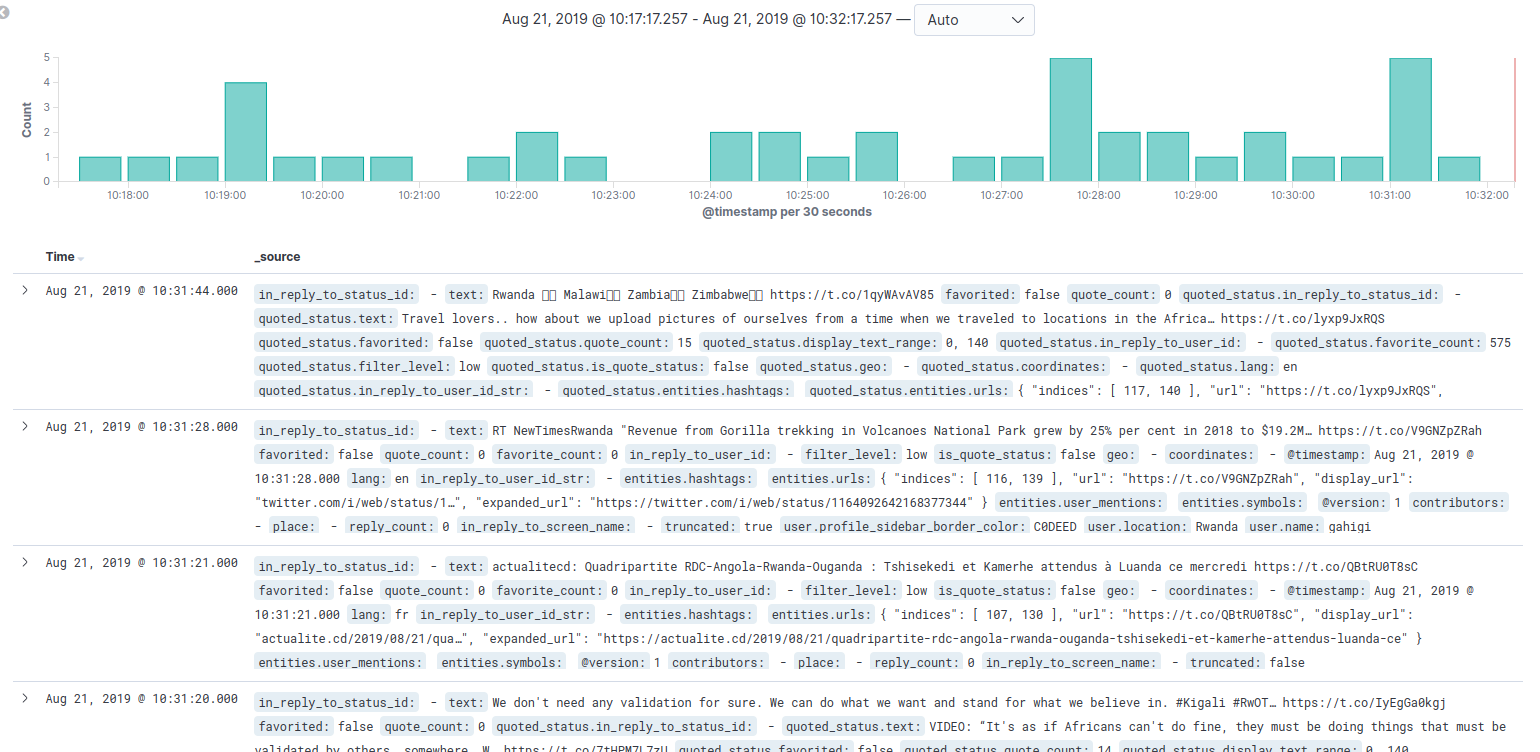 Aug 21, 2019 @ 10:17:17.257 - Aug 21, 2019 @ 10:32:17.257 — Auto
5
4
3
2
1
0
Count
10:18:00 10:19:00 10:20:00 10:21:00 10:22:00 10:23:00 10:24:00 10:25:00 10:26:00 10:27:00 10:28:00 10:29:00 10:30:00 10:31:00 10:32:00
@timestamp per 30 seconds
Time _source
Aug 21, 2019 @ 10:31:44.000 in_reply_to_status_id: - text: Rwanda Malawi Zambia Zimbabwe https://t.co/1qyWAvAV85 favorited: false quote_count: 0 quoted_status.in_reply_to_status_id: -
quoted_status.text: Travel lovers.. how about we upload pictures of ourselves from a time when we traveled to locations in the Africa… https://t.co/lyxp9JxRQS
quoted_status.favorited: false quoted_status.quote_count: 15 quoted_status.display_text_range: 0, 140 quoted_status.in_reply_to_user_id: - quoted_status.favorite_count: 575
quoted_status.filter_level: low quoted_status.is_quote_status: false quoted_status.geo: - quoted_status.coordinates: - quoted_status.lang: en
quoted_status.in_reply_to_user_id_str: - quoted_status.entities.hashtags: quoted_status.entities.urls: { "indices": [ 117, 140 ], "url": "https://t.co/lyxp9JxRQS",
Aug 21, 2019 @ 10:31:28.000 in_reply_to_status_id: - text: RT NewTimesRwanda "Revenue from Gorilla trekking in Volcanoes National Park grew by 25% per cent in 2018 to $19.2M… https://t.co/V9GNZpZRah
favorited: false quote_count: 0 favorite_count: 0 in_reply_to_user_id: - filter_level: low is_quote_status: false geo: - coordinates: - @timestamp: Aug 21, 2019 @
10:31:28.000 lang: en in_reply_to_user_id_str: - entities.hashtags: entities.urls: { "indices": [ 116, 139 ], "url": "https://t.co/V9GNZpZRah", "display_url":
"twitter.com/i/web/status/1…", "expanded_url": "https://twitter.com/i/web/status/1164092642168377344" } entities.user_mentions: entities.symbols: @version: 1 contributors:
- place: - reply_count: 0 in_reply_to_screen_name: - truncated: true user.profile_sidebar_border_color: C0DEED user.location: Rwanda user.name: gahigi
Aug 21, 2019 @ 10:31:21.000 in_reply_to_status_id: - text: actualitecd: Quadripartite RDC-Angola-Rwanda-Ouganda : Tshisekedi et Kamerhe attendus à Luanda ce mercredi https://t.co/QBtRU0T8sC
favorited: false quote_count: 0 favorite_count: 0 in_reply_to_user_id: - filter_level: low is_quote_status: false geo: - coordinates: - @timestamp: Aug 21, 2019 @
10:31:21.000 lang: fr in_reply_to_user_id_str: - entities.hashtags: entities.urls: { "indices": [ 107, 130 ], "url": "https://t.co/QBtRU0T8sC", "display_url":
"actualite.cd/2019/08/21/qua…", "expanded_url": "https://actualite.cd/2019/08/21/quadripartite-rdc-angola-rwanda-ouganda-tshisekedi-et-kamerhe-attendus-luanda-ce" }
entities.user_mentions: entities.symbols: @version: 1 contributors: - place: - reply_count: 0 in_reply_to_screen_name: - truncated: false
Aug 21, 2019 @ 10:31:20.000 in_reply_to_status_id: - text: We don't need any validation for sure. We can do what we want and stand for what we believe in. #Kigali #RwOT… https://t.co/IyEgGa0kgj
favorited: false quote_count: 0 quoted_status.in_reply_to_status_id: - quoted_status.text: VIDEO: “It's as if Africans can't do fine, they must be doing things that must be
validated by others, somewhere. W… https://t.co/7tHPM7L7zU quoted_status.favorited: false quoted_status.quote_count: 14 quoted_status.display_text_range: 0, 140